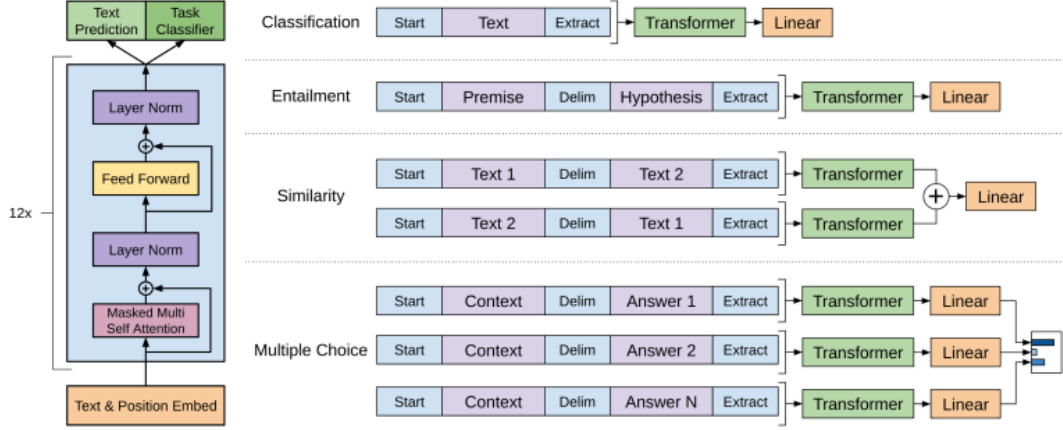 Text
Prediction
Task
Classifier
12x
Layer Norm
Feed Forward
Layer Norm
Masked Multi
Self Attention
Text & Position Embed
Classification
Start
Text
Extract
Transformer
Linear
Entailment
Start
Premise
Delim
Hypothesis
Extract
Transformer
Linear
Similarity
Start
Text 1
Delim
Text 2
Extract
Transformer
Start
Text 2
Delim
Text 1
Extract
Transformer
Linear
Multiple Choice
Start
Context
Delim
Answer 1
Extract
Transformer
Linear
Start
Context
Delim
Answer 2
Extract
Transformer
Linear
Start
Context
Delim
Answer N
Extract
Transformer
Linear